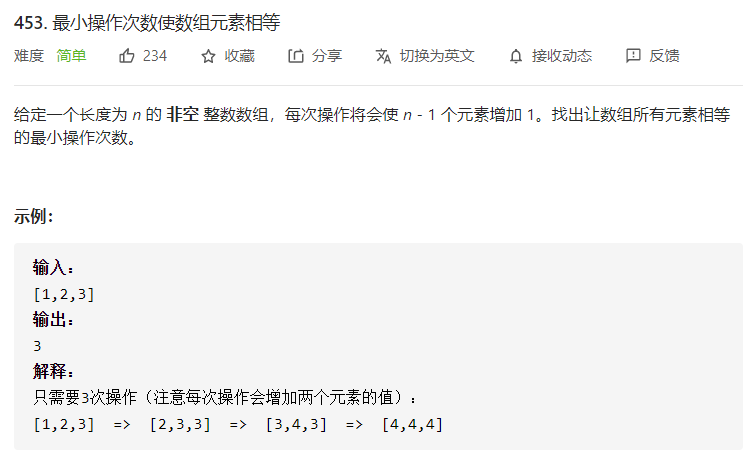 453. 最小操作次数使数组元素相等
难度 简单 234 收藏 分享 切换为英文 接收动态 反馈
给定一个长度为 n 的 非空 整数数组，每次操作将会使 n - 1 个元素增加 1。找出让数组所有元素相等
的最小操作次数。
示例：
输入：
[1,2,3]
输出：
3
解释：
只需要3次操作（注意每次操作会增加两个元素的值）：
[1,2,3]  =>  [2,3,3]  =>  [3,4,3]  =>  [4,4,4]